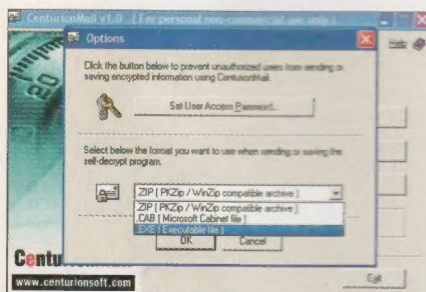 CenturionMail v1.0 [For personal non-commercial use only]
Options
Help
Click the button below to prevent unauthorized users from sending or
saving encrypted information using CenturionMail.
Set User Access Password...
Select below the format you want to use when sending or saving the
self-decrypt program.
.ZIP [ PKZip / WinZip compatible archive ]
.ZIP [ PKZip / WinZip compatible archive ]
.CAB [ Microsoft Cabinet file ]
.EXE [ Executable file ]
OK
Cancel
Centu
www.centurionsoft.com
Exit